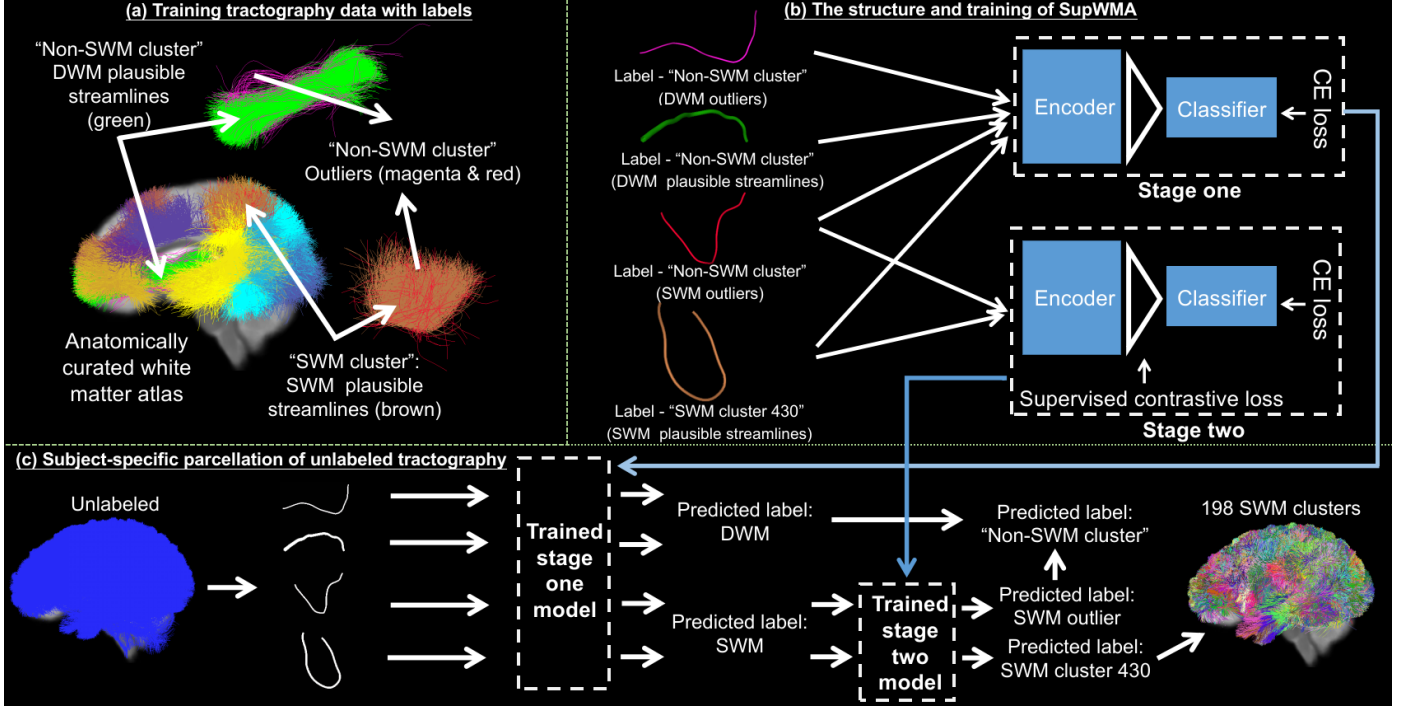 (a) Training tractography data with labels
“Non-SWM cluster”
DWM plausible
streamlines
(green)
“Non-SWM cluster”
Outliers (magenta & red)
Anatomically
curated white
matter atlas
“SWM cluster”:
SWM plausible
streamlines (brown)
(b) The structure and training of SupWMA
Label - “Non-SWM cluster”
(DWM outliers)
Label - “Non-SWM cluster”
(DWM plausible streamlines)
Label - “Non-SWM cluster”
(SWM outliers)
Label - “SWM cluster 430”
(SWM plausible streamlines)
Encoder
Classifier
CE loss
Stage one
Encoder
Classifier
CE loss
Supervised contrastive loss
Stage two
(c) Subject-specific parcellation of unlabeled tractography
Unlabeled
Trained
stage
one
model
Predicted label:
DWM
Predicted label:
SWM
Trained
stage
two
model
Predicted label:
“Non-SWM cluster”
Predicted label:
SWM outlier
Predicted label:
SWM cluster 430
198 SWM clusters